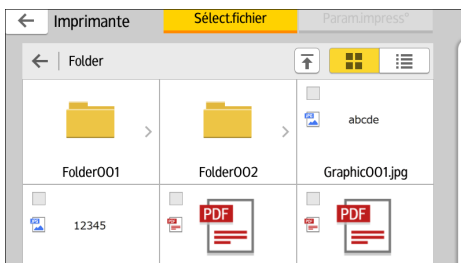 Imprimante
Sélect.fichier
Param.impress°
Folder
abcde
Folder001
Folder002
Graphic001.jpg
12345
PDF
PDF